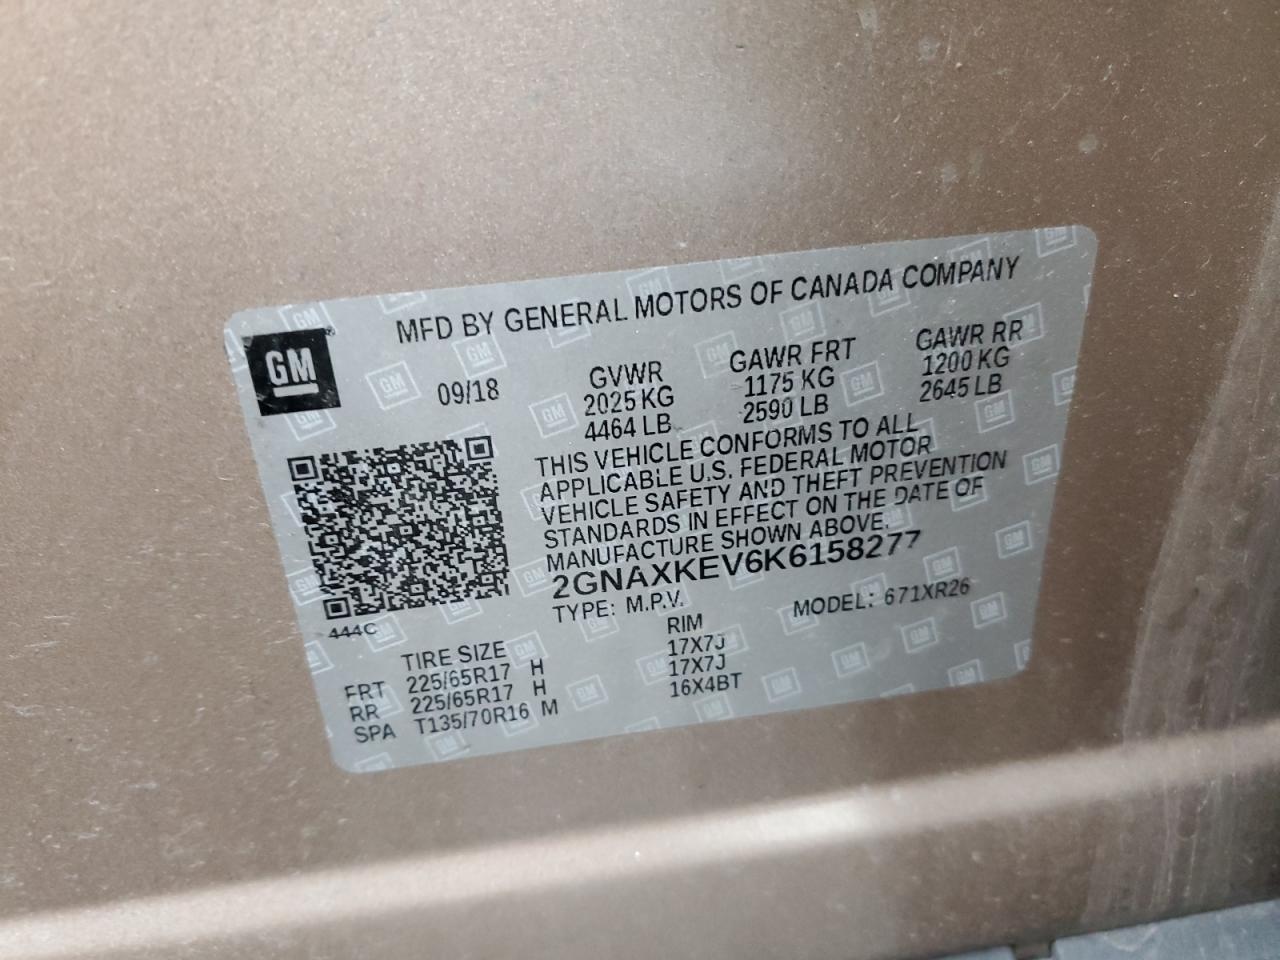 MFD BY GENERAL MOTORS OF CANADA COMPANY
GM
09/18
GVWR GAWR FRT GAWR RR
2025 KG 1175 KG 1200 KG
4464 LB 2590 LB 2645 LB
THIS VEHICLE CONFORMS TO ALL
APPLICABLE U.S. FEDERAL MOTOR
VEHICLE SAFETY AND THEFT PREVENTION
STANDARDS IN EFFECT ON THE DATE OF
MANUFACTURE SHOWN ABOVE.
2GNAXKEV6K6158277
TYPE: M.P.V. MODEL: 671XR26
444C
TIRE SIZE RIM
FRT 225/65R17 H 17X7J
RR 225/65R17 H 17X7J
SPA T135/70R16 M 16X4BT